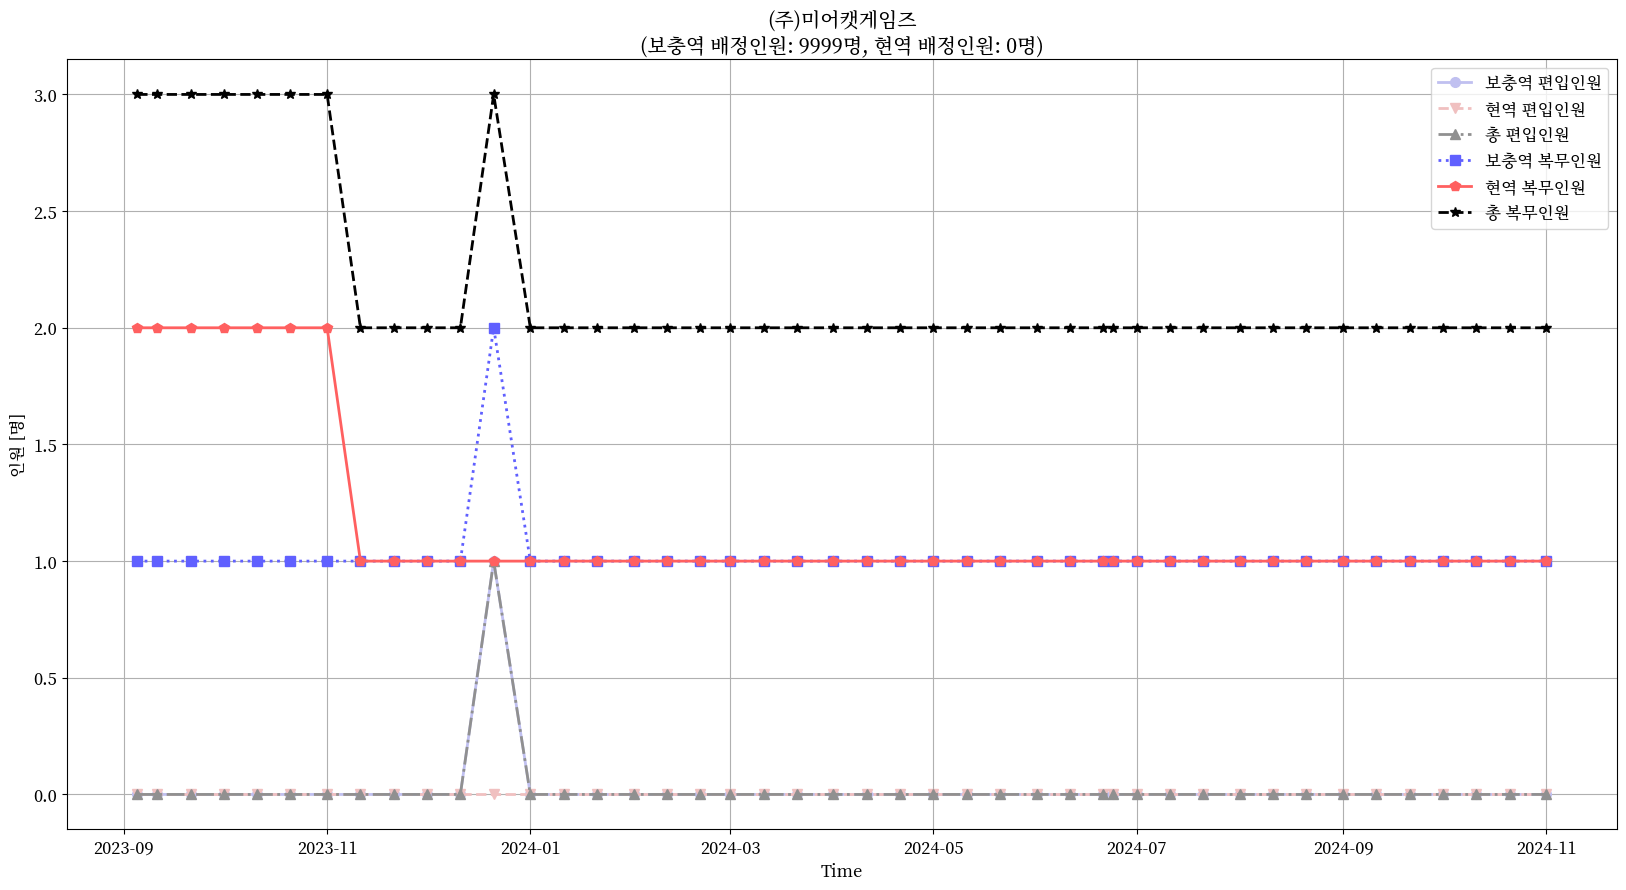 (주)미어캣게임즈
(보충역 배정인원: 9999명, 현역 배정인원: 0명)
보충역 편입인원
현역 편입인원
총 편입인원
보충역 복무인원
현역 복무인원
총 복무인원
인원 [명]
3.0
2.5
2.0
1.5
1.0
0.5
0.0
2023-09
2023-11
2024-01
2024-03
2024-05
2024-07
2024-09
2024-11
Time